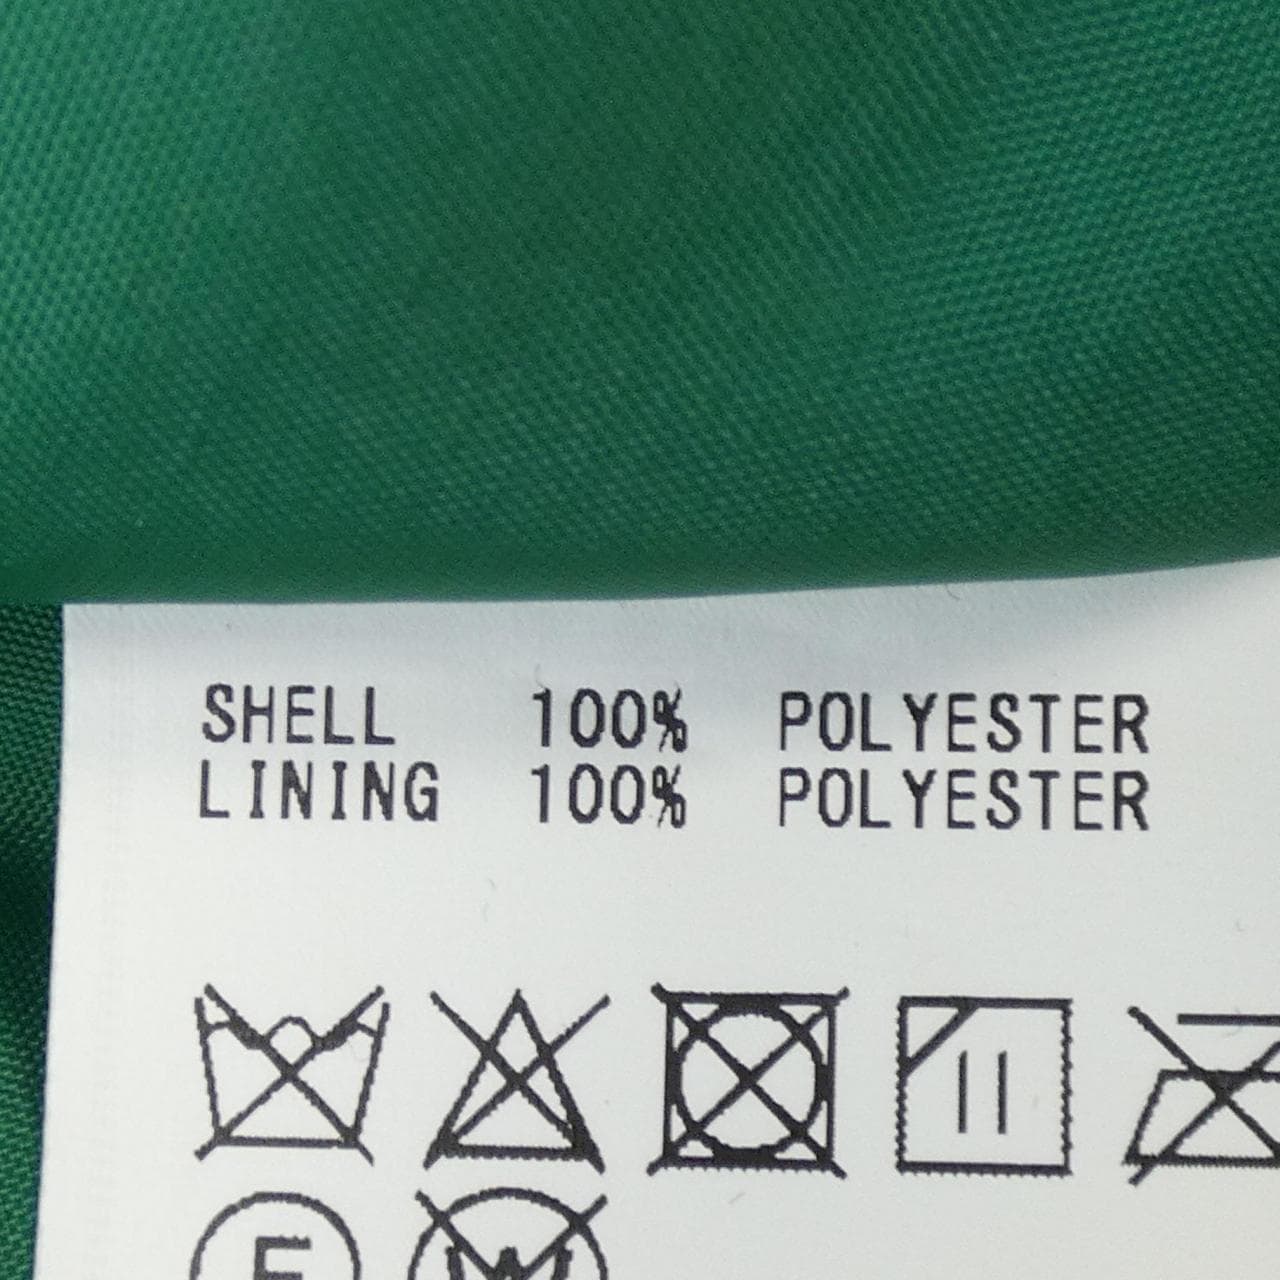 SHELL 100% POLYESTER
LINING 100% POLYESTER